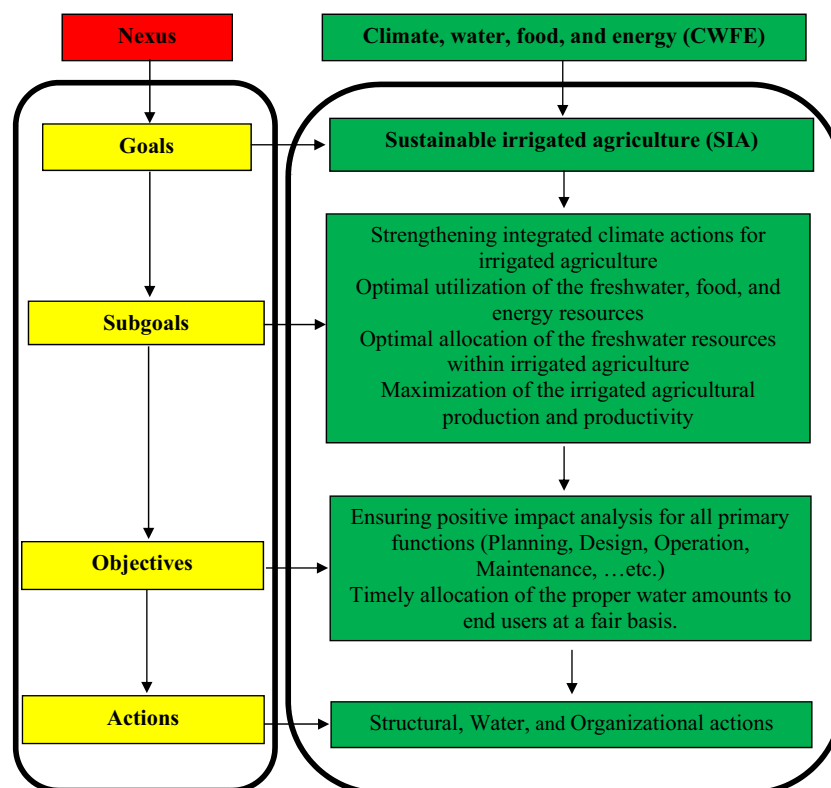 Nexus
Climate, water, food, and energy (CWFE)
Goals
Sustainable irrigated agriculture (SIA)
Subgoals
Strengthening integrated climate actions for
irrigated agriculture
Optimal utilization of the freshwater, food, and
energy resources
Optimal allocation of the freshwater resources
within irrigated agriculture
Maximization of the irrigated agricultural
production and productivity
Objectives
Ensuring positive impact analysis for all primary
functions (Planning, Design, Operation,
Maintenance, …etc.)
Timely allocation of the proper water amounts to
end users at a fair basis.
Actions
Structural, Water, and Organizational actions